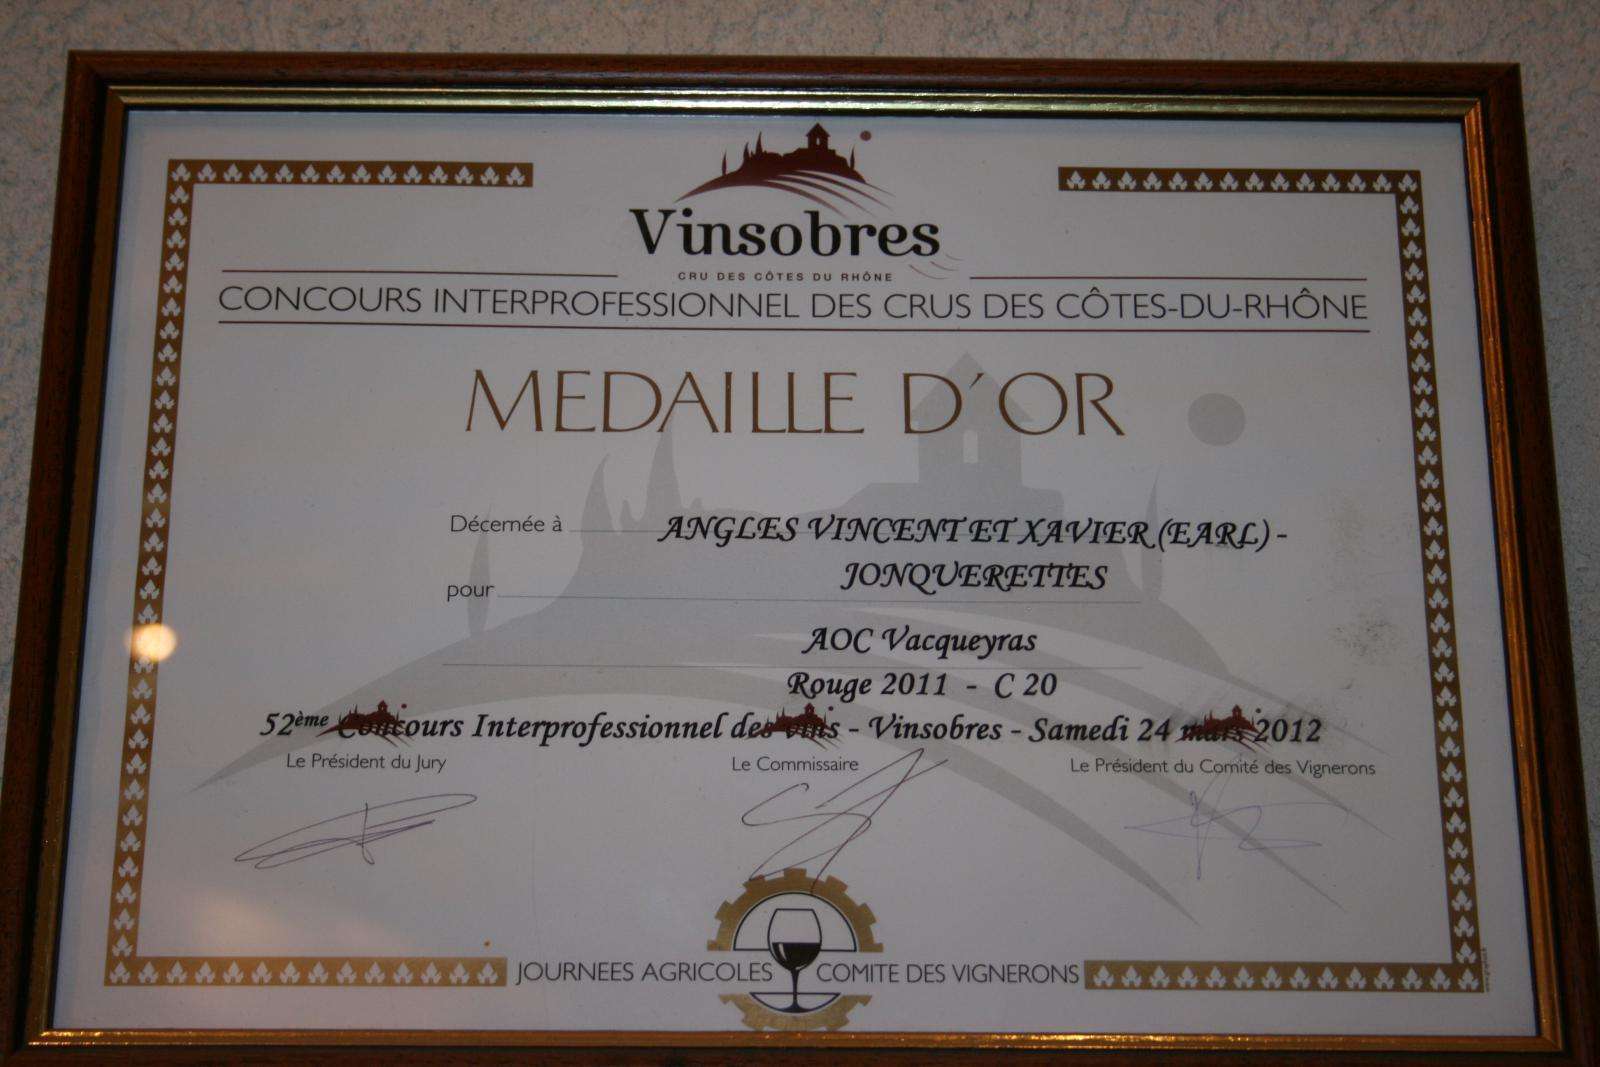 Vinsobres
CRU DES CÔTES DU RHÔNE
CONCOURS INTERPROFESSIONNEL DES CRUS DES CÔTES-DU-RHÔNE
MEDAILLE D'OR
Décernée à ANGLES VINCENT ET XAVIER (EARL) -
JONQUERETTES
pour
AOC Vacqueyras
Rouge 2011 - C 20
52ème Concours Interprofessionnel des vins - Vinsobres - Samedi 24 mars 2012
Le Président du Jury Le Commissaire Le Président du Comité des Vignerons
JOURNEES AGRICOLES COMITE DES VIGNERONS